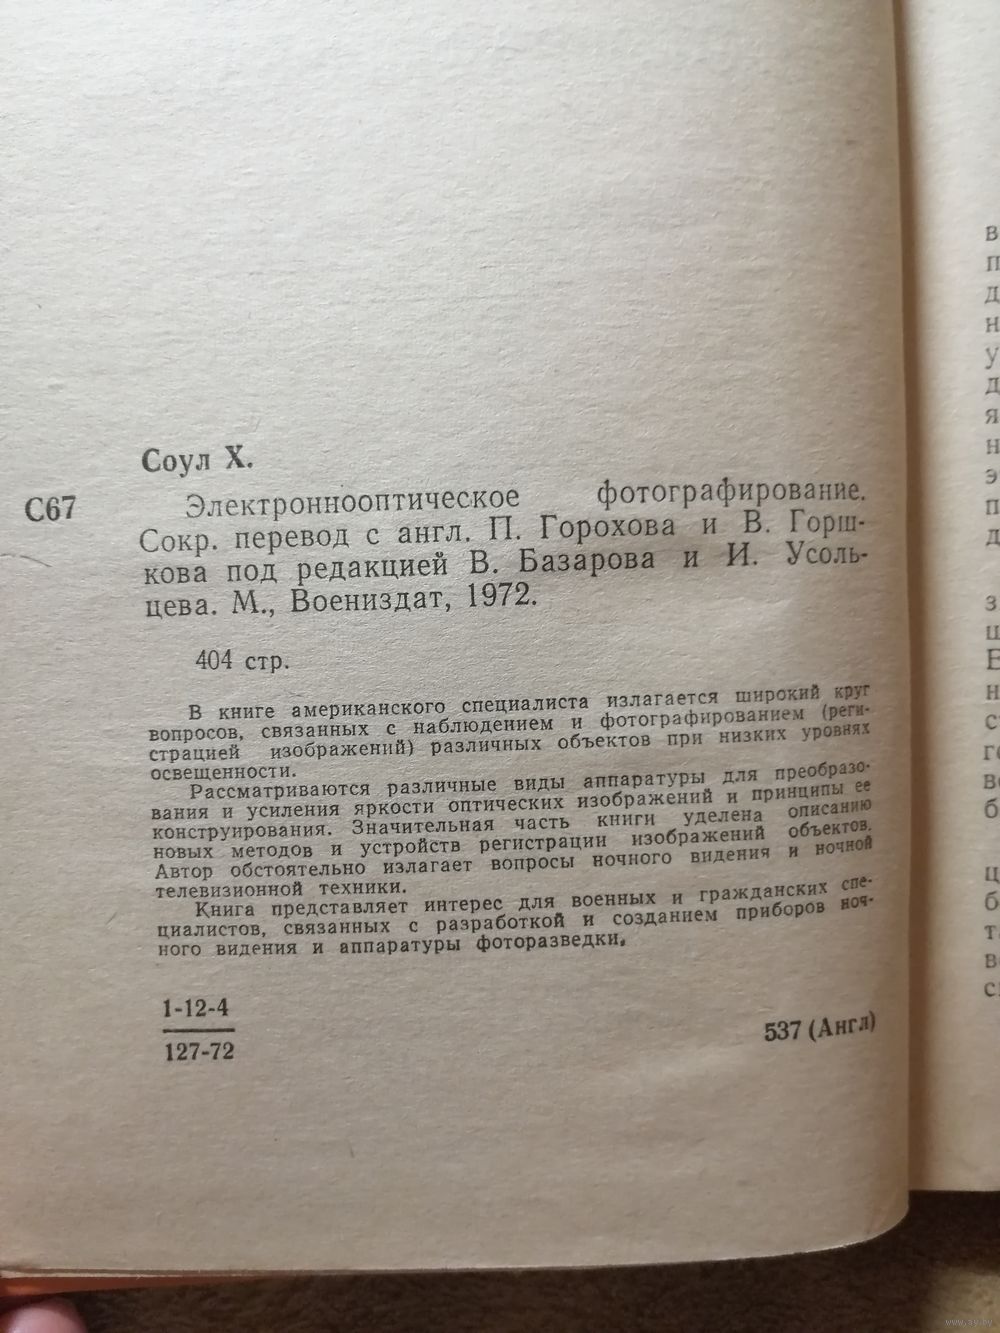 Соул Х.
С67
Электроннооптическое фотографирование.
Сокр. перевод с англ. П. Горохова и В. Горш-
кова под редакцией В. Базарова и И. Усоль-
цева. М., Воениздат, 1972.
404 стр.
В книге американского специалиста излагается широкий круг
вопросов, связанных с наблюдением и фотографированием (реги-
страцией изображений) различных объектов при низких уровнях
освещенности.
Рассматриваются различные виды аппаратуры для преобразо-
вания и усиления яркости оптических изображений и принципы ее
конструирования. Значительная часть книги уделена описанию
новых методов и устройств регистрации изображений объектов.
Автор обстоятельно излагает вопросы ночного видения и ночной
телевизионной техники.
Книга представляет интерес для военных и гражданских спе-
циалистов, связанных с разработкой и созданием приборов ноч-
ного видения и аппаратуры фоторазведки.
1-12-4
127-72
537 (Англ)
www.ay.by